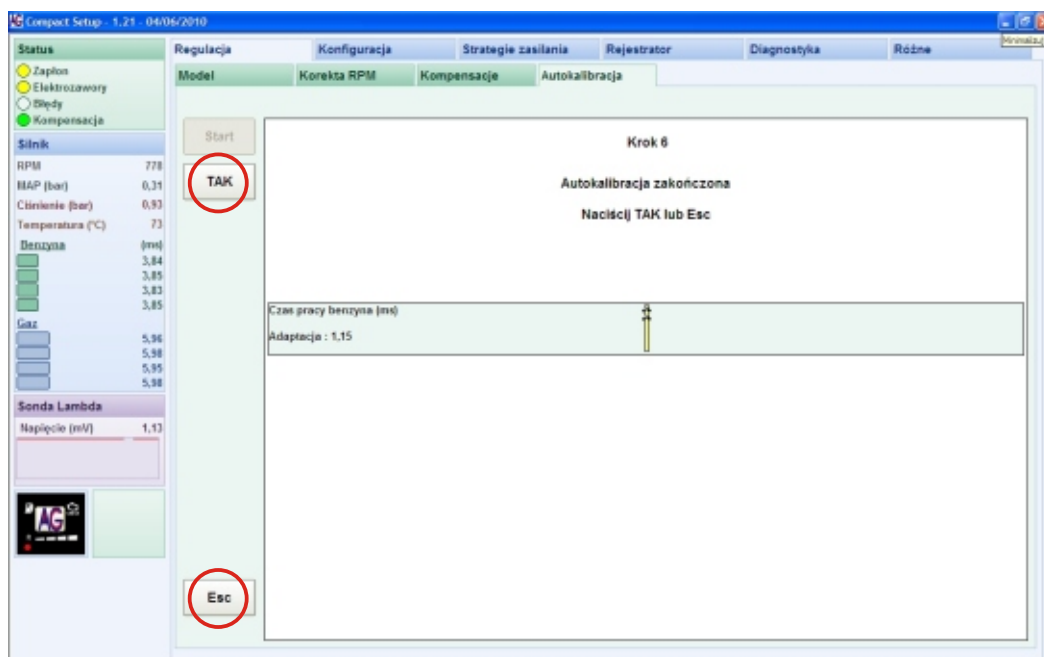 Compact Setup - 1.21 - 04/06/2010
Minimalizuj
Status
Regulacja
Konfiguracja
Strategie zasilania
Rejestrator
Diagnostyka
Różne
Model
Korekta RPM
Kompensacje
Autokalibracja
Zapłon
Elektrozawory
Błędy
Kompensacja
Silnik
RPM 778
MAP (bar) 0,31
Ciśnienie (bar) 0,93
Temperatura (°C) 73
Benzyna (ms)
3,84
3,85
3,83
3,85
Gaz
5,96
5,98
5,95
5,98
Sonda Lambda
Napięcie (mV) 1,13
AG
Start
TAK
Esc
Krok 6
Autokalibracja zakończona
Naciścij TAK lub Esc
Czas pracy benzyna (ms)
Adaptacja : 1,15